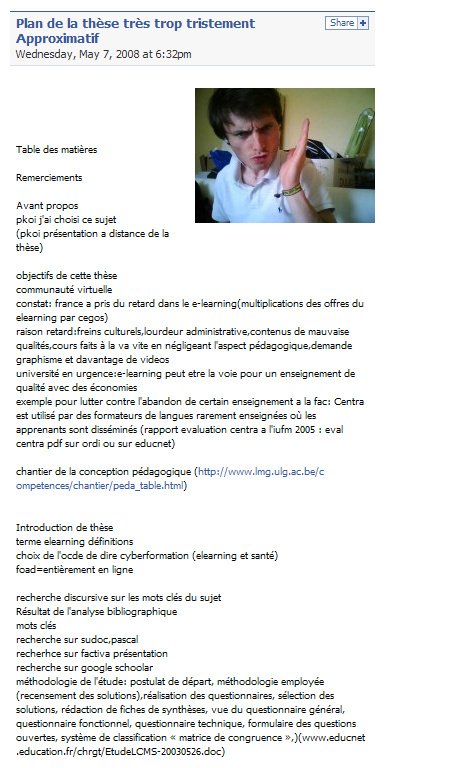 Plan de la thèse très trop tristement
Approximatif
Share +
Wednesday, May 7, 2008 at 6:32pm
Table des matières
Remerciements
Avant propos
pkoi j'ai choisi ce sujet
(pkoi présentation a distance de la
thèse)
objectifs de cette thèse
communauté virtuelle
constat: france a pris du retard dans le e-learning(multiplications des offres du
elearning par cegos)
raison retard:freins culturels,lourdeur administrative,contenus de mauvaise
qualités,cours faits à la va vite en négligeant l'aspect pédagogique,demande
graphisme et davantage de videos
université en urgence:e-learning peut etre la voie pour un enseignement de
qualité avec des économies
exemple pour lutter contre l'abandon de certain enseignement a la fac: Centra
est utilisé par des formateurs de langues rarement enseignées où les
apprenants sont disséminés (rapport evaluation centra a l'iufm 2005 : eval
centra pdf sur ordi ou sur educnet)
chantier de la conception pédagogique (http://www.lmg.ulg.ac.be/c
ompetences/chantier/peda_table.html)
Introduction de thèse
terme elearning définitions
choix de l'ocde de dire cyberformation (elearning et santé)
foad=entièrement en ligne
recherche discursive sur les mots clés du sujet
Résultat de l'analyse bibliographique
mots clés
recherche sur sudoc,pascal
recherhce sur factiva présentation
recherche sur google schoolar
méthodologie de l'étude: postulat de départ, méthodologie employée
(recensement des solutions),réalisation des questionnaires, sélection des
solutions, rédaction de fiches de synthèses, vue du questionnaire général,
questionnaire fonctionnel, questionnaire technique, formulaire des questions
ouvertes, système de classification « matrice de congruence »,)(www.educnet
.education.fr/chrgt/EtudeLCMS-20030526.doc)